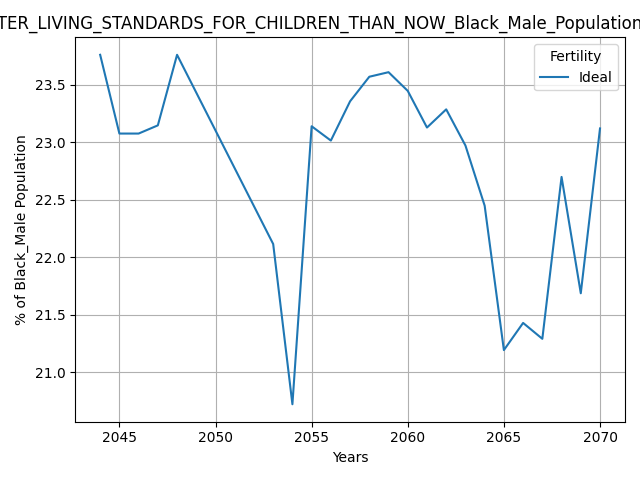 TER_LIVING_STANDARDS_FOR_CHILDREN_THAN_NOW_Black_Male_Population
Fertility
Ideal
% of Black_Male Population
23.5
23.0
22.5
22.0
21.5
21.0
2045 2050 2055 2060 2065 2070
Years